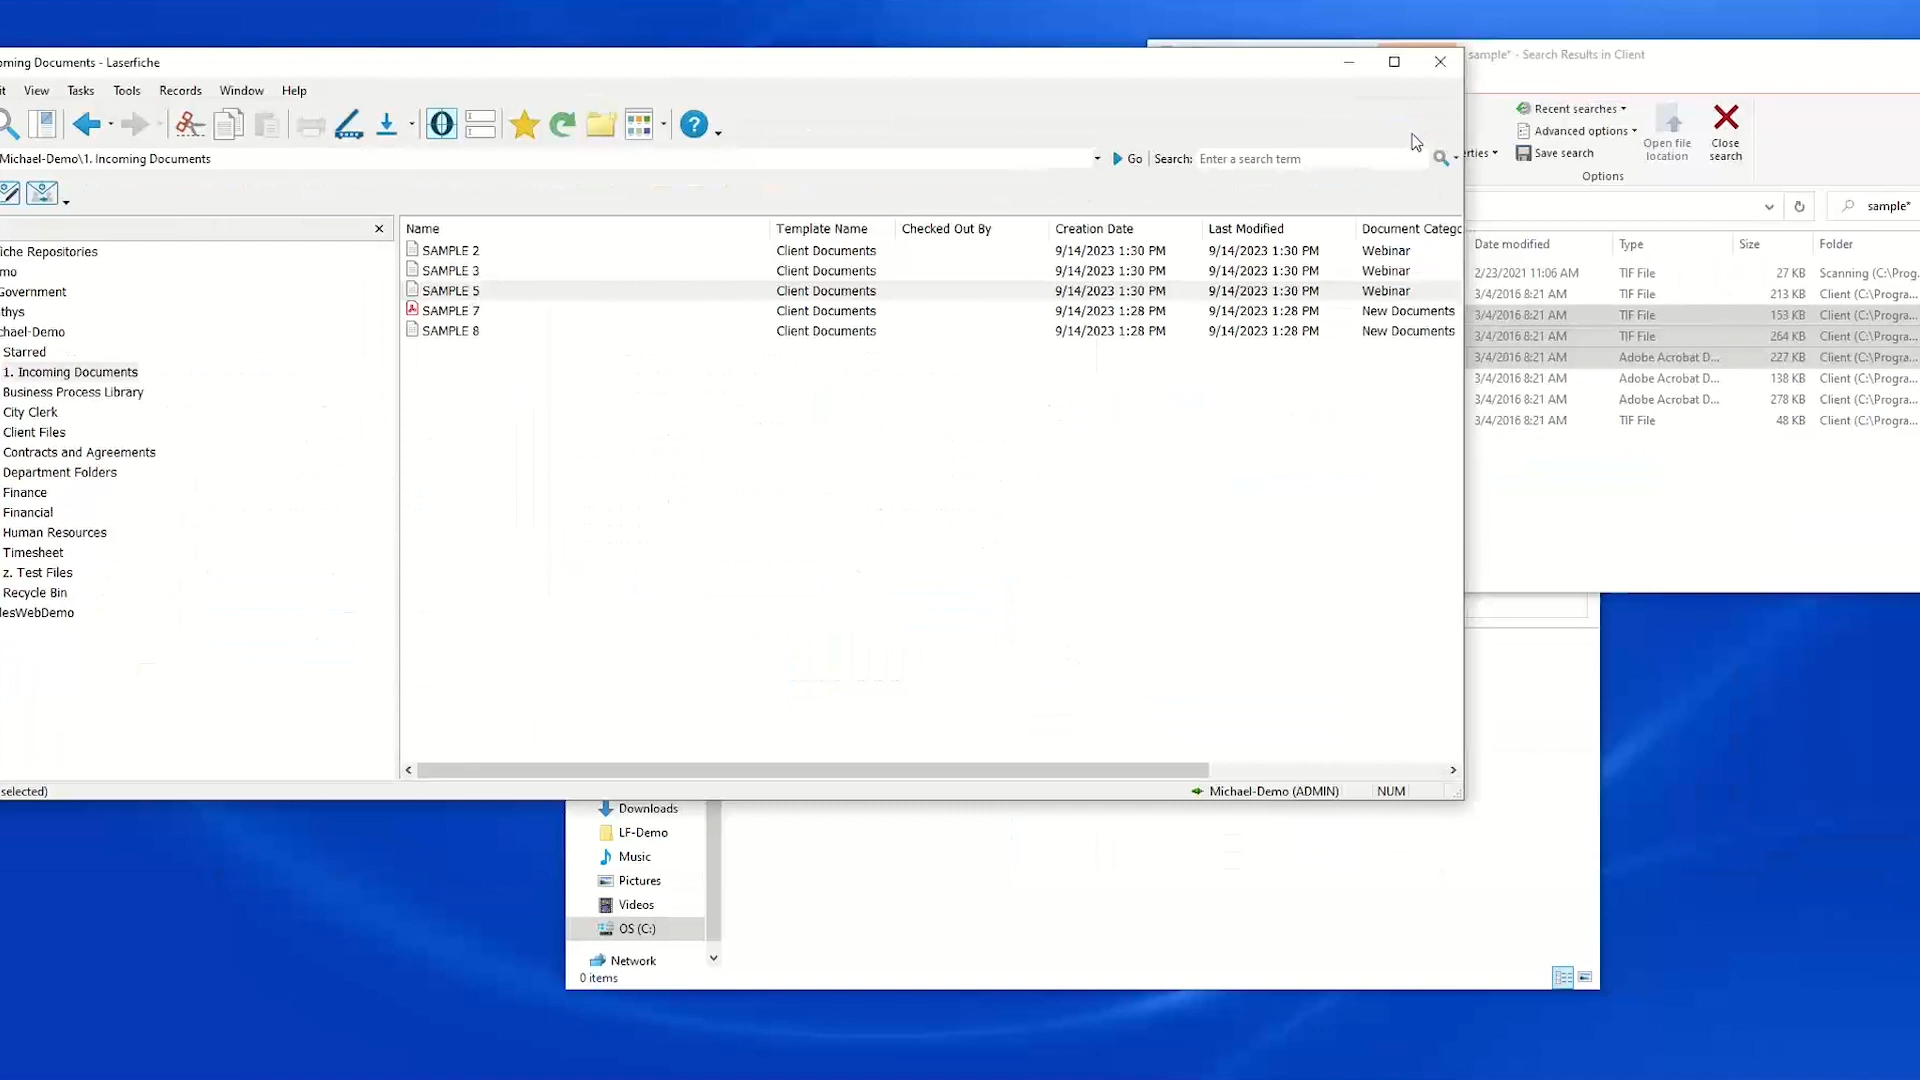 oming Documents - Laserfiche
it View Tasks Tools Records Window Help
Michael-Demo\1. Incoming Documents
Go Search: Enter a search term
iche Repositories
mo
Government
thys
chael-Demo
Starred
1. Incoming Documents
Business Process Library
City Clerk
Client Files
Contracts and Agreements
Department Folders
Finance
Financial
Human Resources
Timesheet
z. Test Files
Recycle Bin
lesWebDemo
Name Template Name Checked Out By Creation Date Last Modified Document Catego
SAMPLE 2 Client Documents 9/14/2023 1:30 PM 9/14/2023 1:30 PM Webinar
SAMPLE 3 Client Documents 9/14/2023 1:30 PM 9/14/2023 1:30 PM Webinar
SAMPLE 5 Client Documents 9/14/2023 1:30 PM 9/14/2023 1:30 PM Webinar
SAMPLE 7 Client Documents 9/14/2023 1:28 PM 9/14/2023 1:28 PM New Documents
SAMPLE 8 Client Documents 9/14/2023 1:28 PM 9/14/2023 1:28 PM New Documents
selected)
Michael-Demo (ADMIN) NUM
sample* - Search Results in Client
Recent searches
Advanced options
Save search
erties
Open file
location
Close
search
Options
sample*
Date modified Type Size Folder
2/23/2021 11:06 AM TIF File 27 KB Scanning (C:\Prog...
3/4/2016 8:21 AM TIF File 213 KB Client (C:\Progra...
3/4/2016 8:21 AM TIF File 153 KB Client (C:\Progra...
3/4/2016 8:21 AM TIF File 264 KB Client (C:\Progra...
3/4/2016 8:21 AM Adobe Acrobat D... 227 KB Client (C:\Progra...
3/4/2016 8:21 AM Adobe Acrobat D... 138 KB Client (C:\Progra...
3/4/2016 8:21 AM Adobe Acrobat D... 278 KB Client (C:\Progra...
3/4/2016 8:21 AM TIF File 48 KB Client (C:\Progra...
Downloads
LF-Demo
Music
Pictures
Videos
OS (C:)
Network
0 items